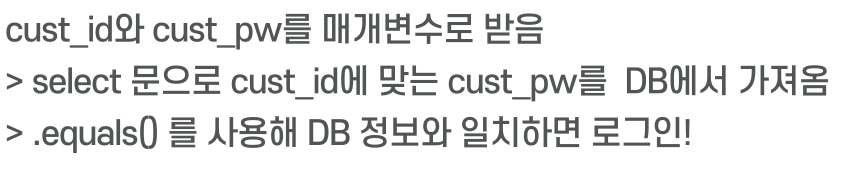 cust_id와 cust_pw를 매개변수로 받음
> select 문으로 cust_id에 맞는 cust_pw를  DB에서 가져옴
> .equals() 를 사용해 DB 정보와 일치하면 로그인!